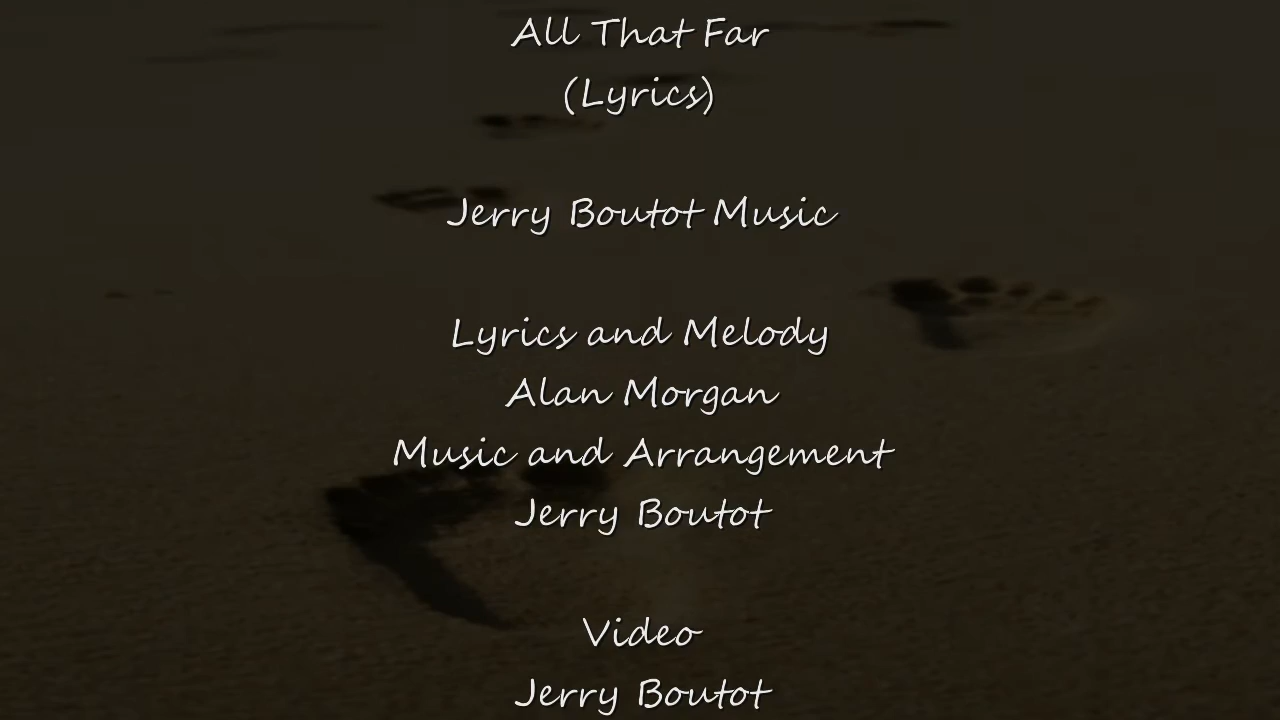 All That Far
(Lyrics)
Jerry Boutot Music
Lyrics and Melody
Alan Morgan
Music and Arrangement
Jerry Boutot
Video
Jerry Boutot